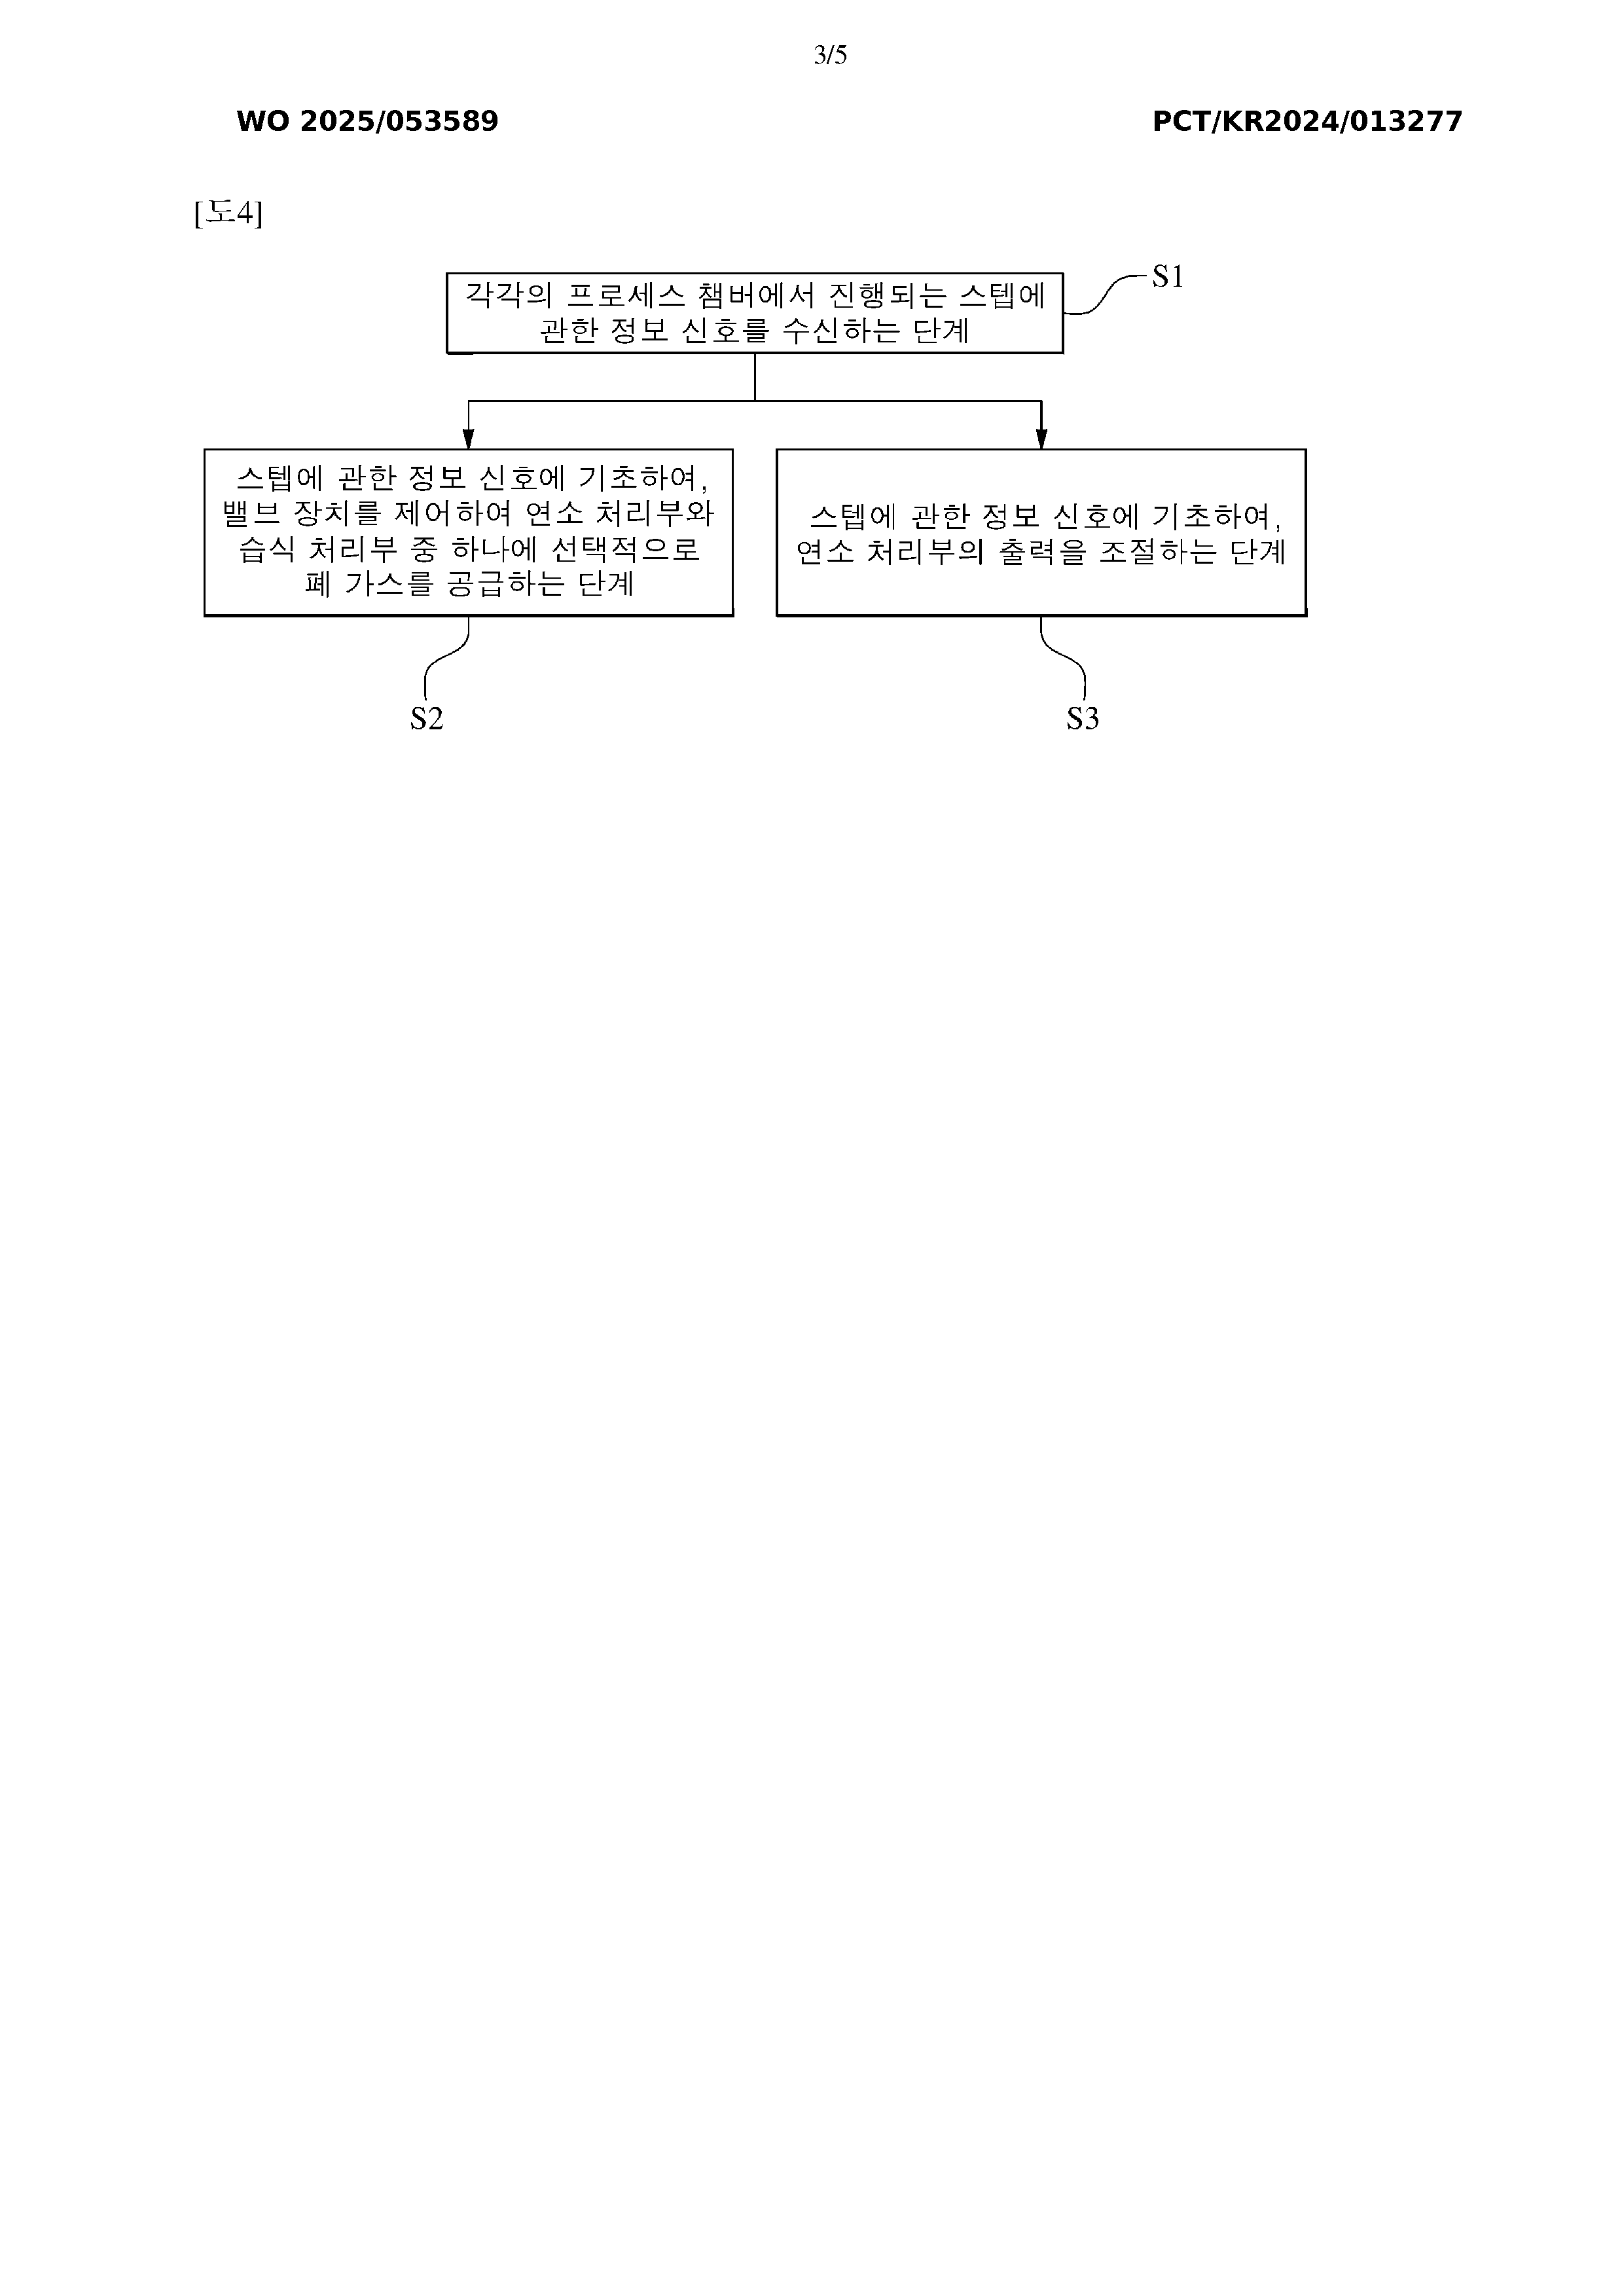 3/5
WO 2025/053589
PCT/KR2024/013277
[도4]
각각의 프로세스 챔버에서 진행되는 스텝에
관한 정보 신호를 수신하는 단계
S1
스텝에 관한 정보 신호에 기초하여,
밸브 장치를 제어하여 연소 처리부와
습식 처리부 중 하나에 선택적으로
폐 가스를 공급하는 단계
스텝에 관한 정보 신호에 기초하여,
연소 처리부의 출력을 조절하는 단계
S2
S3